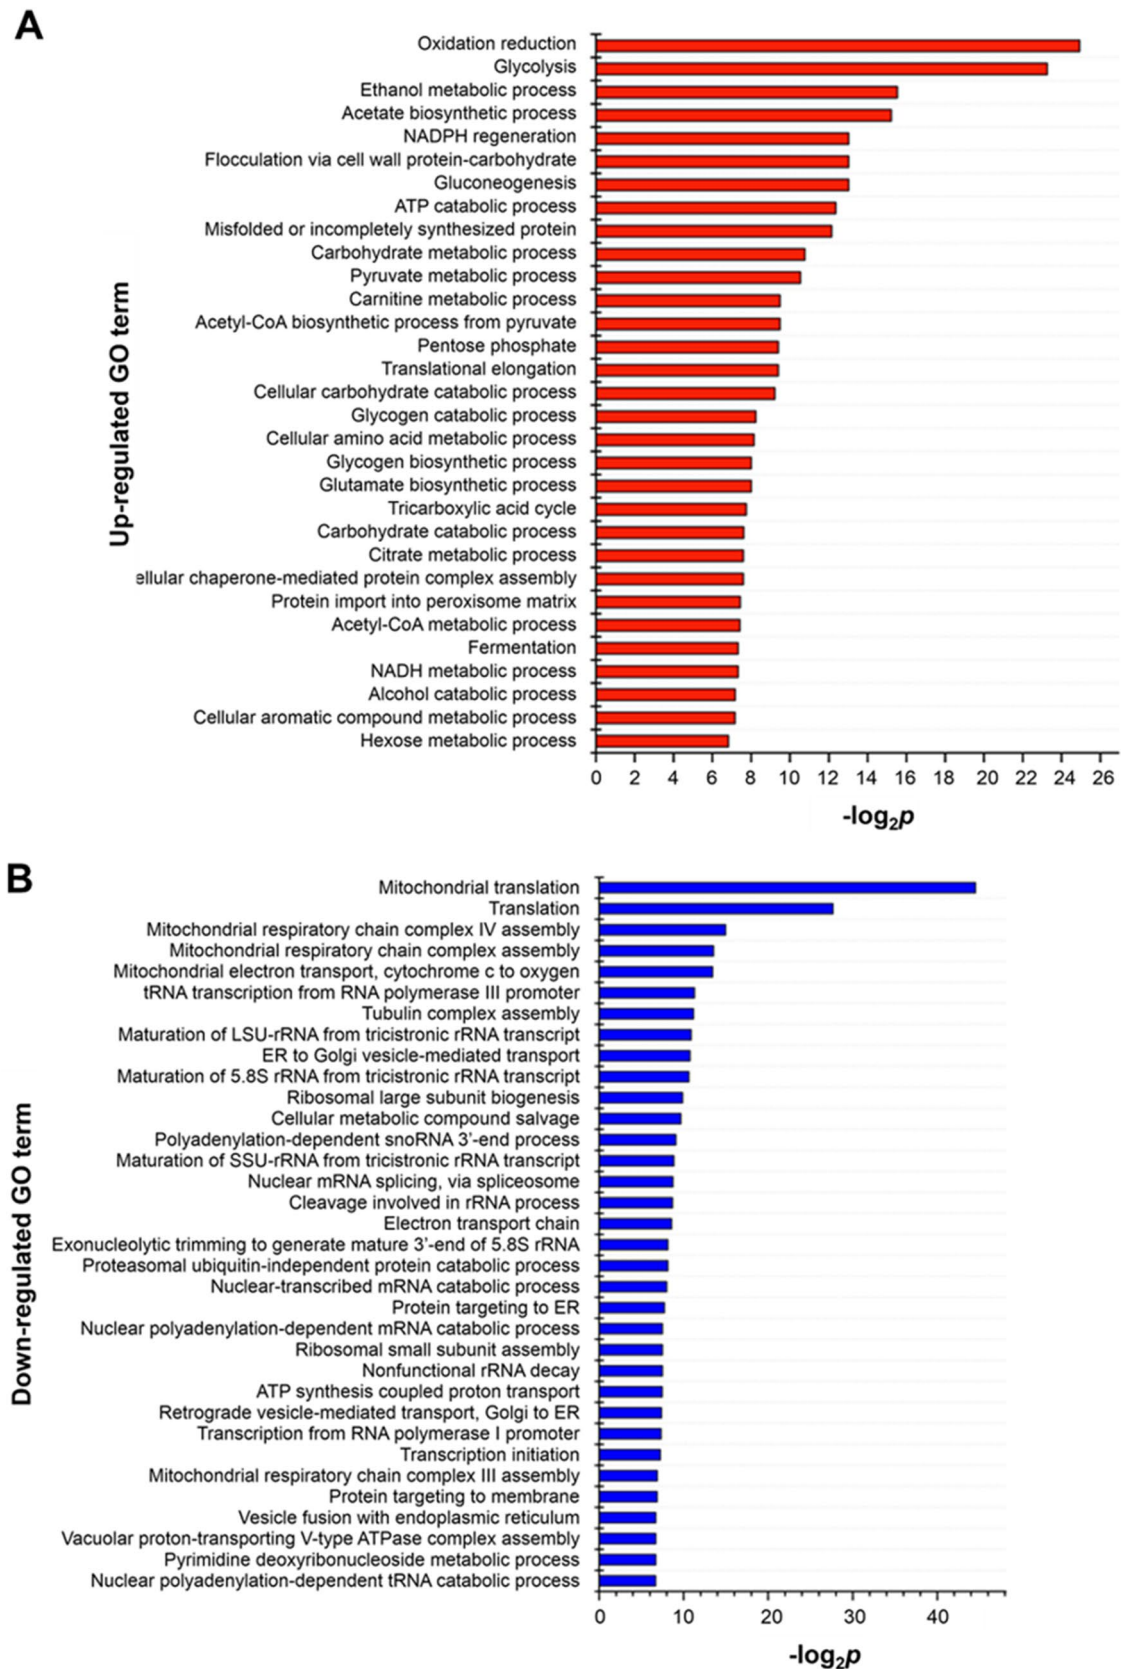 A
Oxidation reduction
Glycolysis
Ethanol metabolic process
Acetate biosynthetic process
NADPH regeneration
Flocculation via cell wall protein-carbohydrate
Gluconeogenesis
ATP catabolic process
Misfolded or incompletely synthesized protein
Carbohydrate metabolic process
Pyruvate metabolic process
Carnitine metabolic process
Acetyl-CoA biosynthetic process from pyruvate
Pentose phosphate
Translational elongation
Cellular carbohydrate catabolic process
Glycogen catabolic process
Cellular amino acid metabolic process
Glycogen biosynthetic process
Glutamate biosynthetic process
Tricarboxylic acid cycle
Carbohydrate catabolic process
Citrate metabolic process
ellular chaperone-mediated protein complex assembly
Protein import into peroxisome matrix
Acetyl-CoA metabolic process
Fermentation
NADH metabolic process
Alcohol catabolic process
Cellular aromatic compound metabolic process
Hexose metabolic process
Up-regulated GO term
0 2 4 6 8 10 12 14 16 18 20 22 24 26
-log₂p
B
Mitochondrial translation
Translation
Mitochondrial respiratory chain complex IV assembly
Mitochondrial respiratory chain complex assembly
Mitochondrial electron transport, cytochrome c to oxygen
tRNA transcription from RNA polymerase III promoter
Tubulin complex assembly
Maturation of LSU-rRNA from tricistronic rRNA transcript
ER to Golgi vesicle-mediated transport
Maturation of 5.8S rRNA from tricistronic rRNA transcript
Ribosomal large subunit biogenesis
Cellular metabolic compound salvage
Polyadenylation-dependent snoRNA 3’-end process
Maturation of SSU-rRNA from tricistronic rRNA transcript
Nuclear mRNA splicing, via spliceosome
Cleavage involved in rRNA process
Electron transport chain
Exonucleolytic trimming to generate mature 3’-end of 5.8S rRNA
Proteasomal ubiquitin-independent protein catabolic process
Nuclear-transcribed mRNA catabolic process
Protein targeting to ER
Nuclear polyadenylation-dependent mRNA catabolic process
Ribosomal small subunit assembly
Nonfunctional rRNA decay
ATP synthesis coupled proton transport
Retrograde vesicle-mediated transport, Golgi to ER
Transcription from RNA polymerase I promoter
Transcription initiation
Mitochondrial respiratory chain complex III assembly
Protein targeting to membrane
Vesicle fusion with endoplasmic reticulum
Vacuolar proton-transporting V-type ATPase complex assembly
Pyrimidine deoxyribonucleoside metabolic process
Nuclear polyadenylation-dependent tRNA catabolic process
Down-regulated GO term
0 10 20 30 40
-log₂p